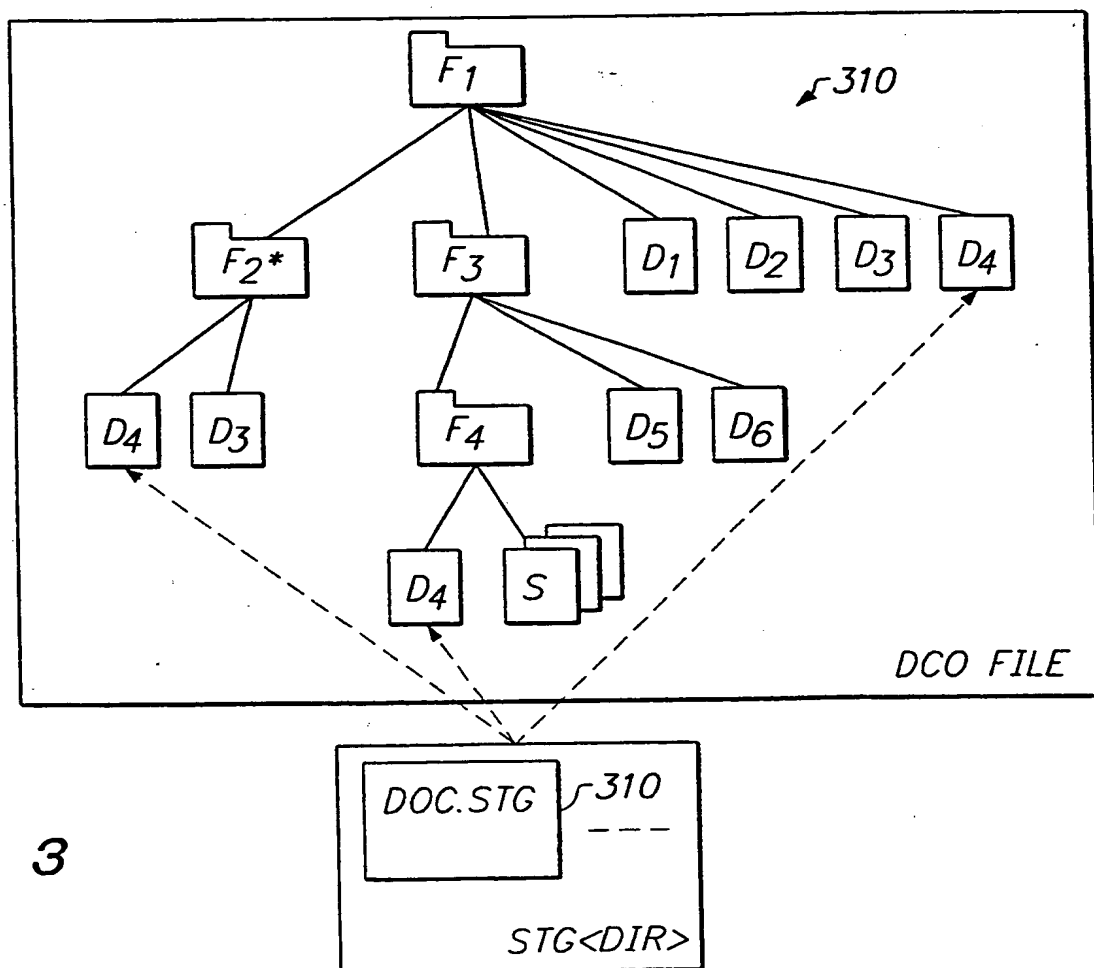 F1
310
F2*
F3
D1
D2
D3
D4
D4
D3
F4
D5
D6
D4
S
DCO FILE
DOC.STG
310
3
STG<DIR>